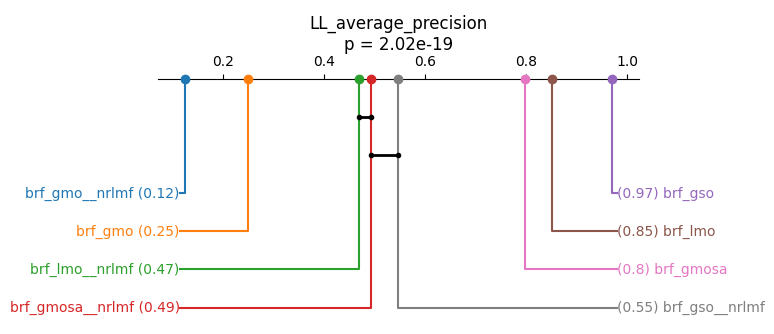 LL_average_precision
p = 2.02e-19
0.2 0.4 0.6 0.8 1.0
brf_gmo__nrlmf (0.12) (0.97) brf_gso
brf_gmo (0.25) (0.85) brf_lmo
brf_lmo__nrlmf (0.47) (0.8) brf_gmosa
brf_gmosa__nrlmf (0.49) (0.55) brf_gso__nrlmf